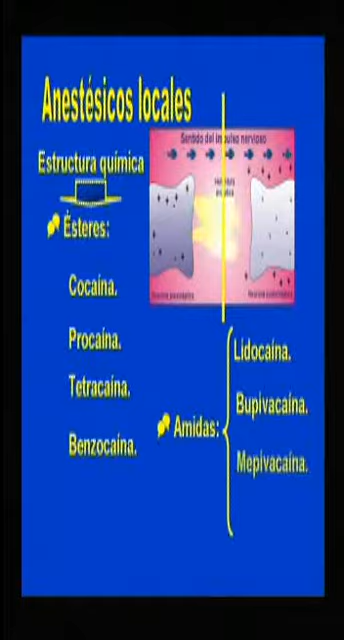 Anestésicos locales
Sentido del impulso nervioso
Estructura química
Ésteres:
Cocaína.
Procaína.
Tetracaína.
Benzocaína.
Amidas:
Lidocaína.
Bupivacaína.
Mepivacaína.